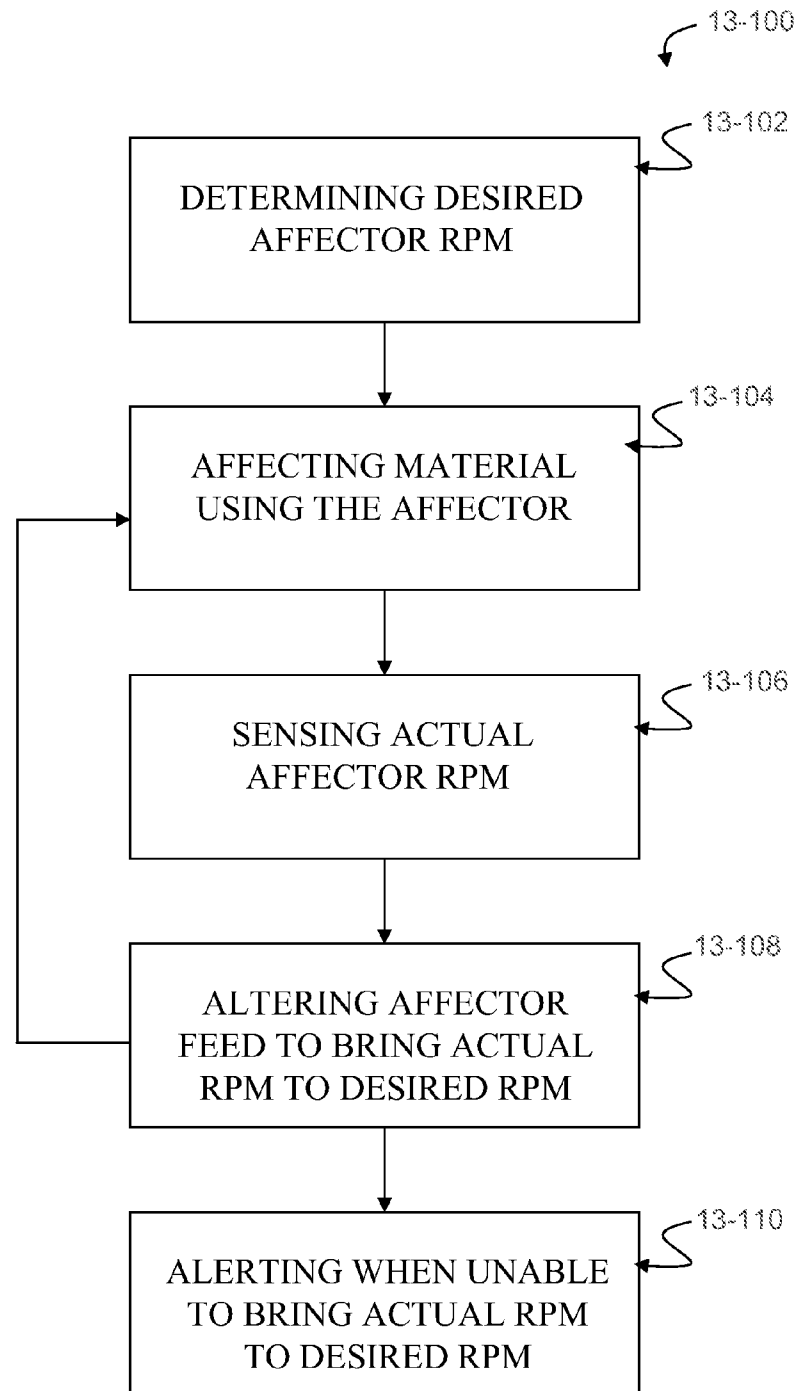 13-100
13-102
DETERMINING DESIRED
AFFECTOR RPM
13-104
AFFECTING MATERIAL
USING THE AFFECTOR
13-106
SENSING ACTUAL
AFFECTOR RPM
13-108
ALTERING AFFECTOR
FEED TO BRING ACTUAL
RPM TO DESIRED RPM
13-110
ALERTING WHEN UNABLE
TO BRING ACTUAL RPM
TO DESIRED RPM